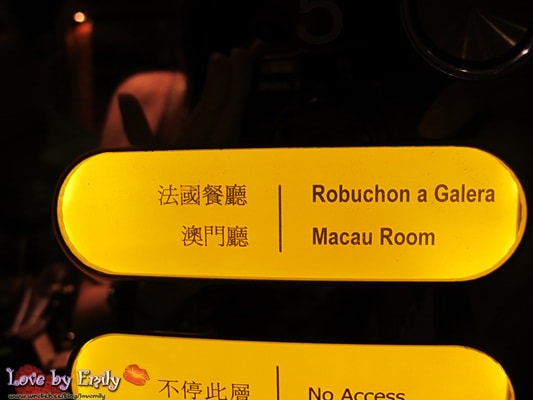 5
法國餐廳 Robuchon a Galera
澳門廳 Macau Room
不停此層 No Access
Love by Emily